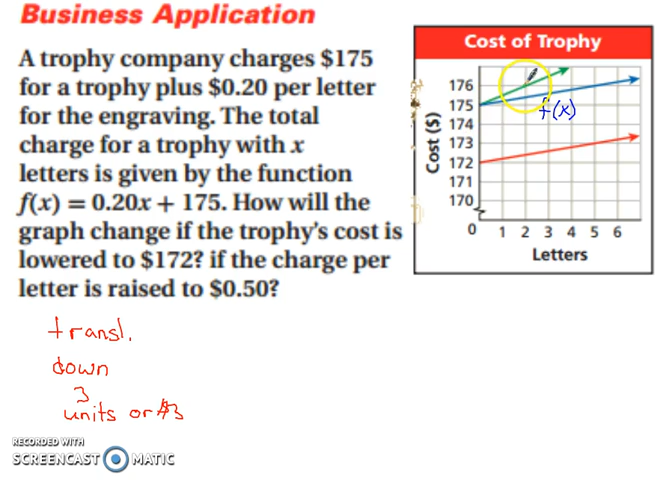 Business Application
A trophy company charges $175
for a trophy plus $0.20 per letter
for the engraving. The total
charge for a trophy with x
letters is given by the function
f(x) = 0.20x + 175. How will the
graph change if the trophy's cost is
lowered to $172? if the charge per
letter is raised to $0.50?
transl.
down
3
units or $3
RECORDED WITH
SCREENCAST MATIC
Cost of Trophy
Cost ($)
176
175
174
173
172
171
170
f(x)
0 1 2 3 4 5 6
Letters